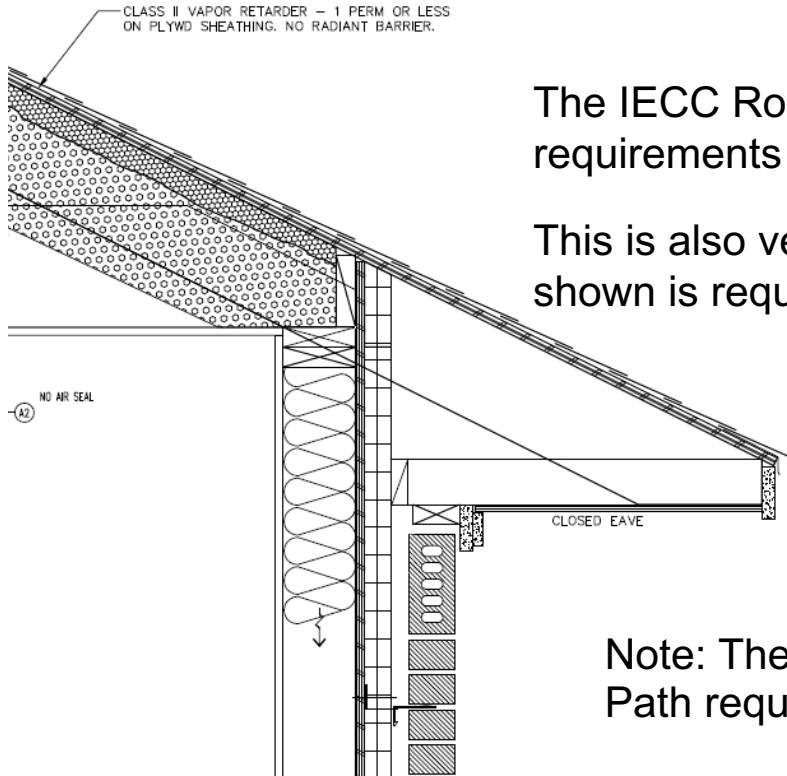 CLASS II VAPOR RETARDER – 1 PERM OR LESS
ON PLYWD SHEATHING. NO RADIANT BARRIER.
The IECC Ro
requirements
This is also ve
shown is requ
NO AIR SEAL
A2
CLOSED EAVE
Note: The
Path requ